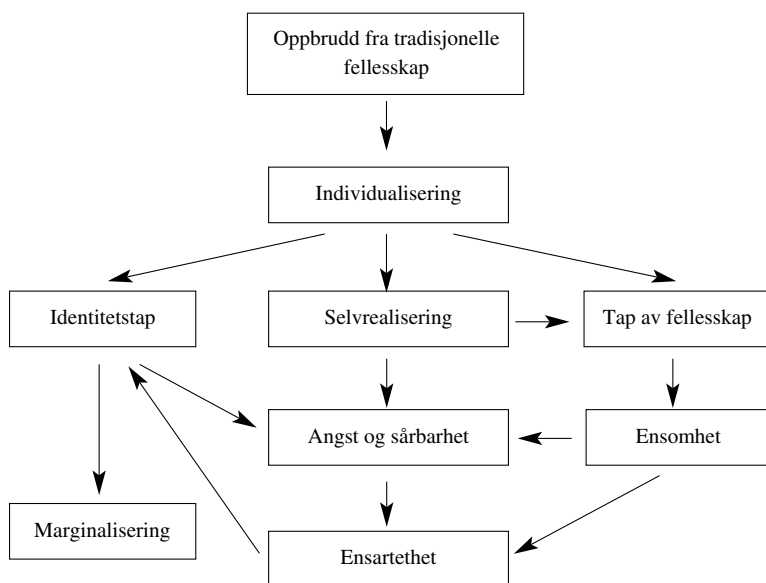 Oppbrudd fra tradisjonelle
fellesskap
Individualisering
Identitetstap
Selvrealisering
Tap av fellesskap
Angst og sårbarhet
Ensomhet
Marginalisering
Ensartethet